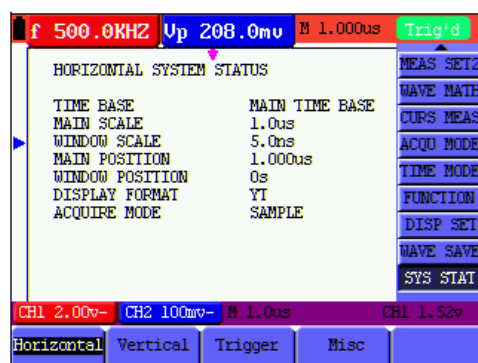 f 500.0KHZ Vp 208.0mv M 1.000us Trig'd
HORIZONTAL SYSTEM STATUS
TIME BASE MAIN TIME BASE
MAIN SCALE 1.0us
WINDOW SCALE 5.0ns
MAIN POSITION 1.000us
WINDOW POSITION 0s
DISPLAY FORMAT YT
ACQUIRE MODE SAMPLE
MEAS SET2
WAVE MATH
CURS MEAS
ACQU MODE
TIME MODE
FUNCTION
DISP SET
WAVE SAVE
SYS STAT
CH1 2.00v- CH2 100mv- M 1.0us CH1 1.52v
Horizontal Vertical Trigger Misc